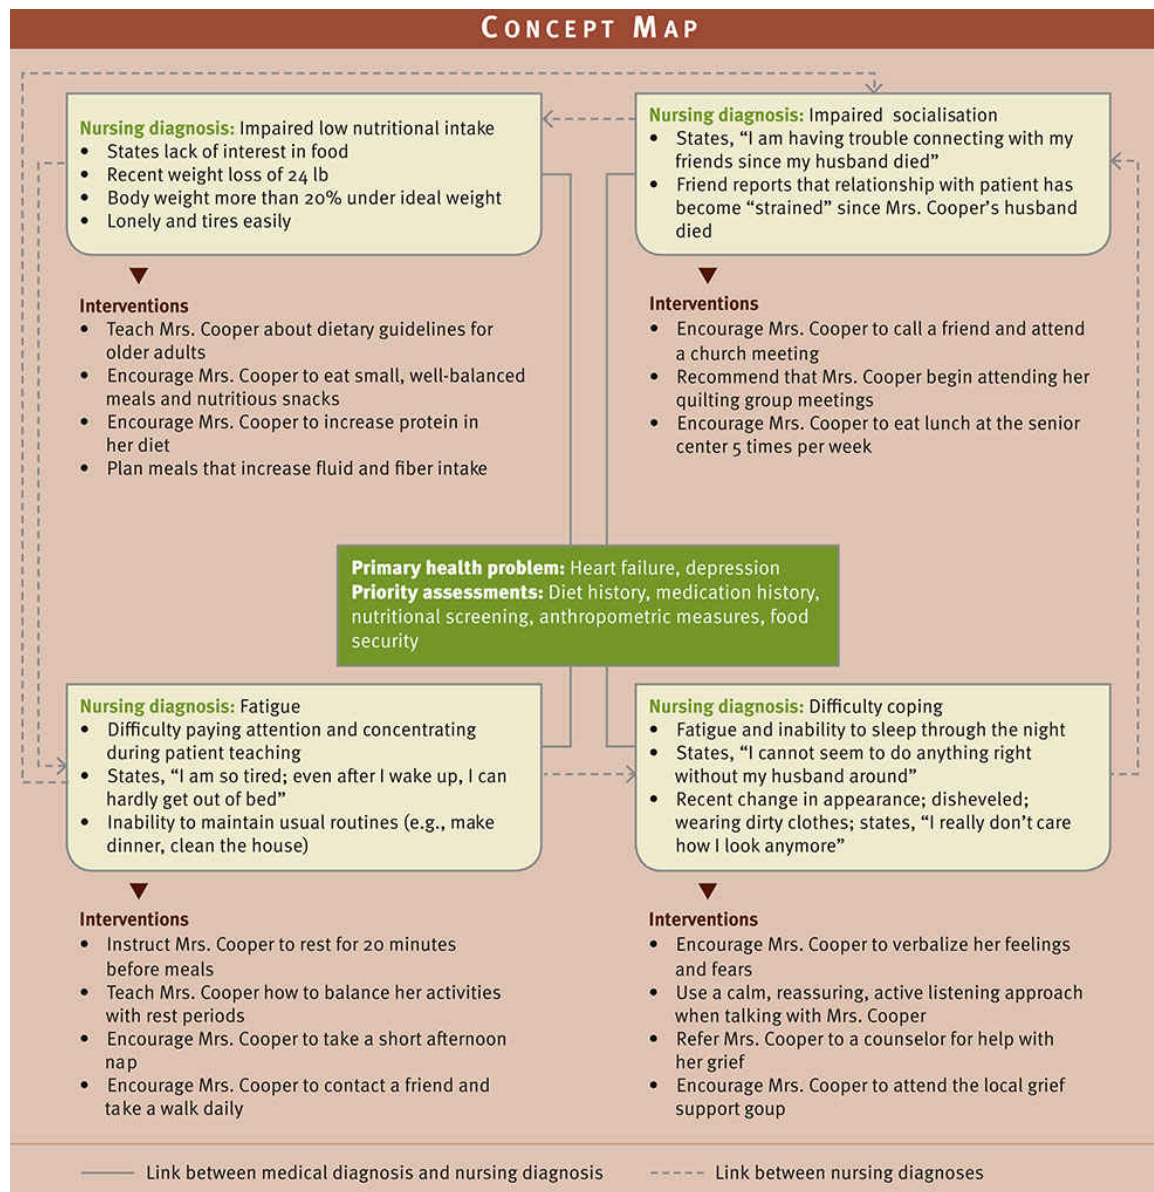 CONCEPT MAP
Nursing diagnosis: Impaired low nutritional intake
• States lack of interest in food
• Recent weight loss of 24 lb
• Body weight more than 20% under ideal weight
• Lonely and tires easily
Interventions
• Teach Mrs. Cooper about dietary guidelines for
older adults
• Encourage Mrs. Cooper to eat small, well-balanced
meals and nutritious snacks
• Encourage Mrs. Cooper to increase protein in
her diet
• Plan meals that increase fluid and fiber intake
Nursing diagnosis: Impaired socialisation
• States, “I am having trouble connecting with my
friends since my husband died”
• Friend reports that relationship with patient has
become “strained” since Mrs. Cooper’s husband
died
Interventions
• Encourage Mrs. Cooper to call a friend and attend
a church meeting
• Recommend that Mrs. Cooper begin attending her
quilting group meetings
• Encourage Mrs. Cooper to eat lunch at the senior
center 5 times per week
Primary health problem: Heart failure, depression
Priority assessments: Diet history, medication history,
nutritional screening, anthropometric measures, food
security
Nursing diagnosis: Fatigue
• Difficulty paying attention and concentrating
during patient teaching
• States, “I am so tired; even after I wake up, I can
hardly get out of bed”
• Inability to maintain usual routines (e.g., make
dinner, clean the house)
Interventions
• Instruct Mrs. Cooper to rest for 20 minutes
before meals
• Teach Mrs. Cooper how to balance her activities
with rest periods
• Encourage Mrs. Cooper to take a short afternoon
nap
• Encourage Mrs. Cooper to contact a friend and
take a walk daily
Nursing diagnosis: Difficulty coping
• Fatigue and inability to sleep through the night
• States, “I cannot seem to do anything right
without my husband around”
• Recent change in appearance; disheveled;
wearing dirty clothes; states, “I really don’t care
how I look anymore”
Interventions
• Encourage Mrs. Cooper to verbalize her feelings
and fears
• Use a calm, reassuring, active listening approach
when talking with Mrs. Cooper
• Refer Mrs. Cooper to a counselor for help with
her grief
• Encourage Mrs. Cooper to attend the local grief
support goup
Link between medical diagnosis and nursing diagnosis
Link between nursing diagnoses